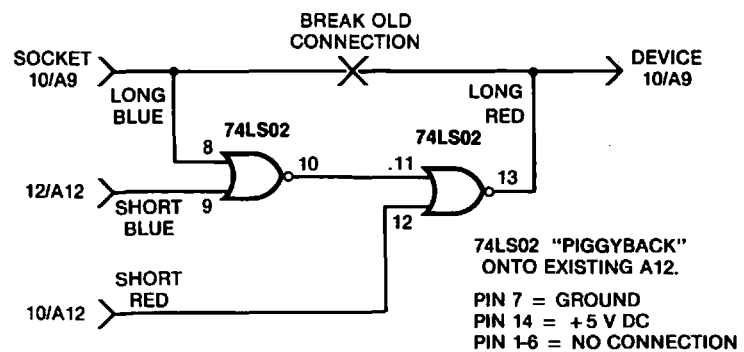 BREAK OLD
CONNECTION
SOCKET
10/A9
DEVICE
10/A9
LONG
BLUE
LONG
RED
74LS02
74LS02
8
10
.11
13
12/A12
9
12
SHORT
BLUE
SHORT
RED
10/A12
74LS02 "PIGGYBACK"
ONTO EXISTING A12.
PIN 7 = GROUND
PIN 14 = +5 V DC
PIN 1-6 = NO CONNECTION